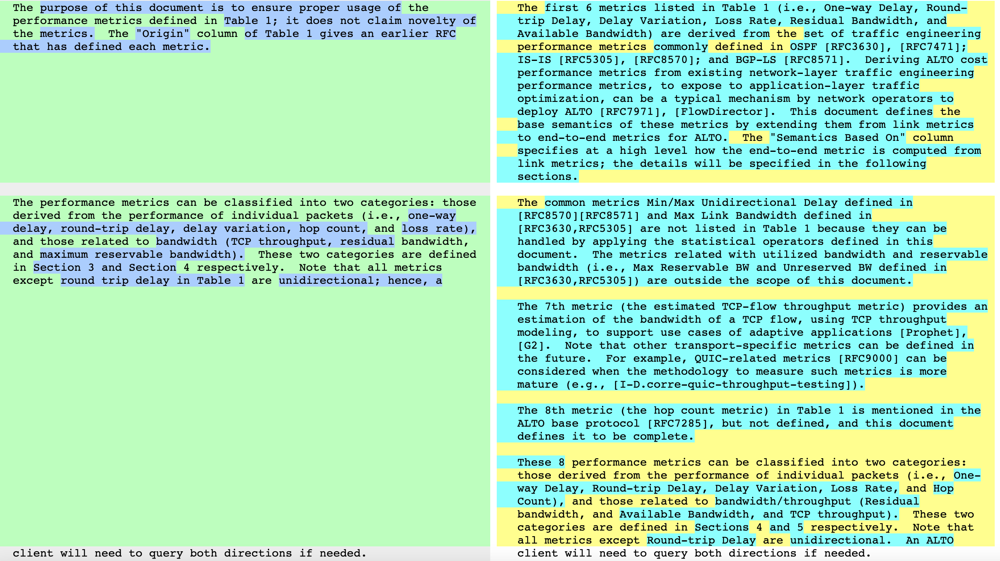 The purpose of this document is to ensure proper usage of the
performance metrics defined in Table 1; it does not claim novelty of
the metrics.  The "Origin" column of Table 1 gives an earlier RFC
that has defined each metric.
The performance metrics can be classified into two categories: those
derived from the performance of individual packets (i.e., one-way
delay, round-trip delay, delay variation, hop count, and loss rate),
and those related to bandwidth (TCP throughput, residual bandwidth,
and maximum reservable bandwidth).  These two categories are defined
in Section 3 and Section 4 respectively.  Note that all metrics
except round trip delay in Table 1 are unidirectional; hence, a
client will need to query both directions if needed.
The first 6 metrics listed in Table 1 (i.e., One-way Delay, Round-
trip Delay, Delay Variation, Loss Rate, Residual Bandwidth, and
Available Bandwidth) are derived from the set of traffic engineering
performance metrics commonly defined in OSPF [RFC3630], [RFC7471];
IS-IS [RFC5305], [RFC8570]; and BGP-LS [RFC8571].  Deriving ALTO cost
performance metrics from existing network-layer traffic engineering
performance metrics, to expose to application-layer traffic
optimization, can be a typical mechanism by network operators to
deploy ALTO [RFC7971], [FlowDirector].  This document defines the
base semantics of these metrics by extending them from link metrics
to end-to-end metrics for ALTO.  The "Semantics Based On" column
specifies at a high level how the end-to-end metric is computed from
link metrics; the details will be specified in the following
sections.
The common metrics Min/Max Unidirectional Delay defined in
[RFC8570][RFC8571] and Max Link Bandwidth defined in
[RFC3630,RFC5305] are not listed in Table 1 because they can be
handled by applying the statistical operators defined in this
document.  The metrics related with utilized bandwidth and reservable
bandwidth (i.e., Max Reservable BW and Unreserved BW defined in
[RFC3630,RFC5305]) are outside the scope of this document.
The 7th metric (the estimated TCP-flow throughput metric) provides an
estimation of the bandwidth of a TCP flow, using TCP throughput
modeling, to support use cases of adaptive applications [Prophet],
[G2].  Note that other transport-specific metrics can be defined in
the future.  For example, QUIC-related metrics [RFC9000] can be
considered when the methodology to measure such metrics is more
mature (e.g., [I-D.corre-quic-throughput-testing]).
The 8th metric (the hop count metric) in Table 1 is mentioned in the
ALTO base protocol [RFC7285], but not defined, and this document
defines it to be complete.
These 8 performance metrics can be classified into two categories:
those derived from the performance of individual packets (i.e., One-
way Delay, Round-trip Delay, Delay Variation, Loss Rate, and Hop
Count), and those related to bandwidth/throughput (Residual
bandwidth, and Available Bandwidth, and TCP throughput).  These two
categories are defined in Sections 4 and 5 respectively.  Note that
all metrics except Round-trip Delay are unidirectional.  An ALTO
client will need to query both directions if needed.